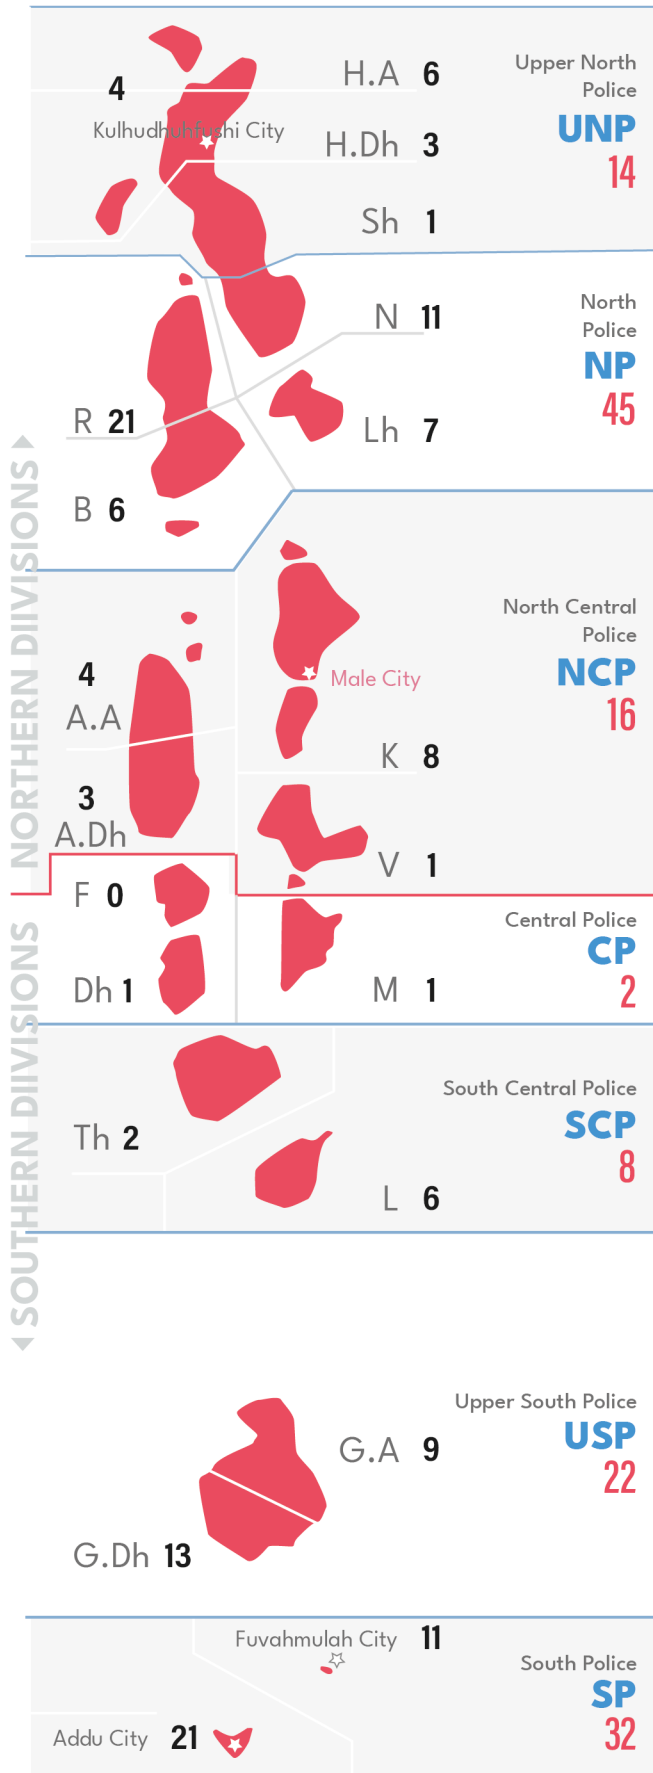 H.A 6
Upper North
Police
4
Kulhudhuhfushi City
UNP
H.Dh 3
14
Sh 1
N 11
North
Police
NP
45
R 21
Lh 7
B 6
NORTHERN DIIVISIONS
North Central
Police
NCP
16
4
A.A
Male City
K 8
3
A.Dh
V 1
F 0
Central Police
CP
2
Dh 1
M 1
SOUTHERN DIIVISIONS
South Central Police
SCP
8
Th 2
L 6
Upper South Police
USP
22
G.A 9
G.Dh 13
Fuvahmulah City 11
South Police
SP
32
Addu City 21